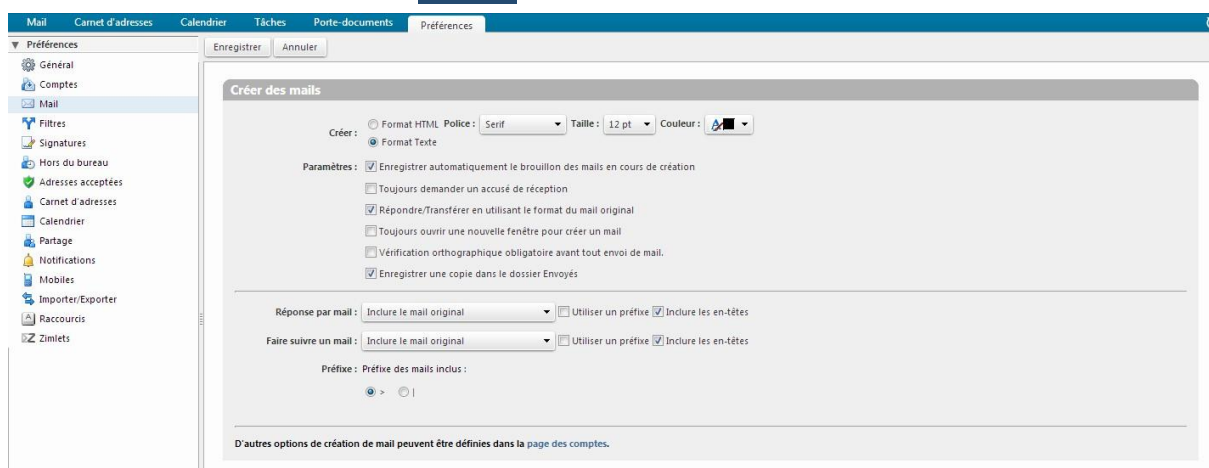 Mail Carnet d'adresses Calendrier Tâches Porte-documents Préférences
Préférences
Enregistrer Annuler
Général
Comptes
Mail
Filtres
Signatures
Hors du bureau
Adresses acceptées
Carnet d'adresses
Calendrier
Partage
Notifications
Mobiles
Importer/Exporter
Raccourcis
Zimlets
Créer des mails
Créer : Format HTML Police : Serif Taille : 12 pt Couleur :
Format Texte
Paramètres : Enregistrer automatiquement le brouillon des mails en cours de création
Toujours demander un accusé de réception
Répondre/Transférer en utilisant le format du mail original
Toujours ouvrir une nouvelle fenêtre pour créer un mail
Vérification orthographique obligatoire avant tout envoi de mail.
Enregistrer une copie dans le dossier Envoyés
Réponse par mail : Inclure le mail original Utiliser un préfixe Inclure les en-têtes
Faire suivre un mail : Inclure le mail original Utiliser un préfixe Inclure les en-têtes
Préfixe : Préfixe des mails inclus :
> |
D'autres options de création de mail peuvent être définies dans la page des comptes.